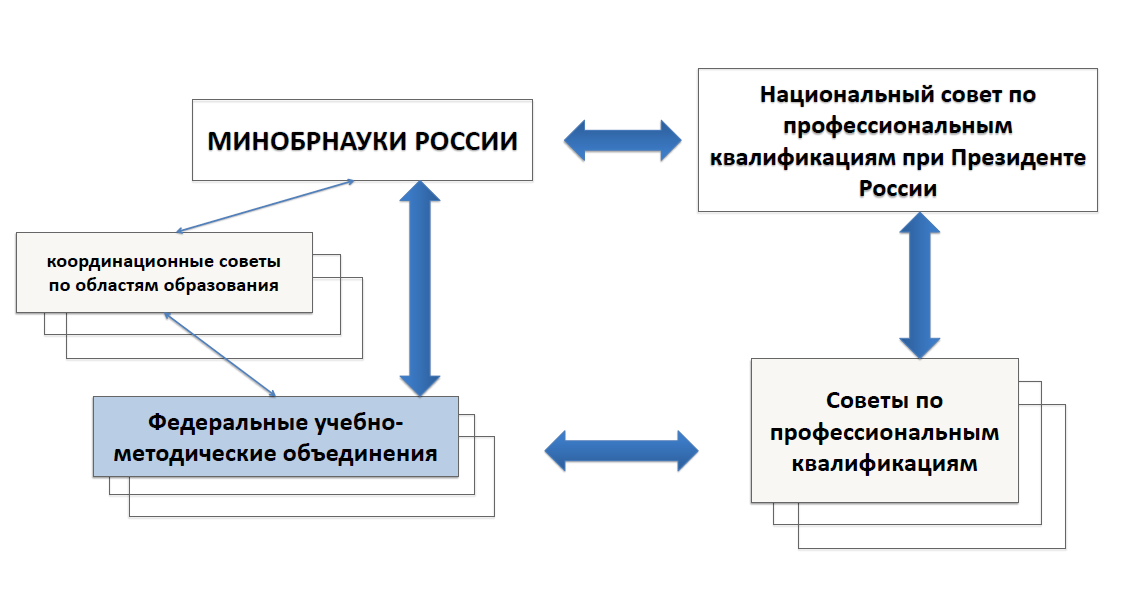 МИНОБРНАУКИ РОССИИ
Национальный совет по
профессиональным
квалификациям при Президенте
России
координационные советы
по областям образования
Федеральные учебно-
методические объединения
Советы по
профессиональным
квалификациям